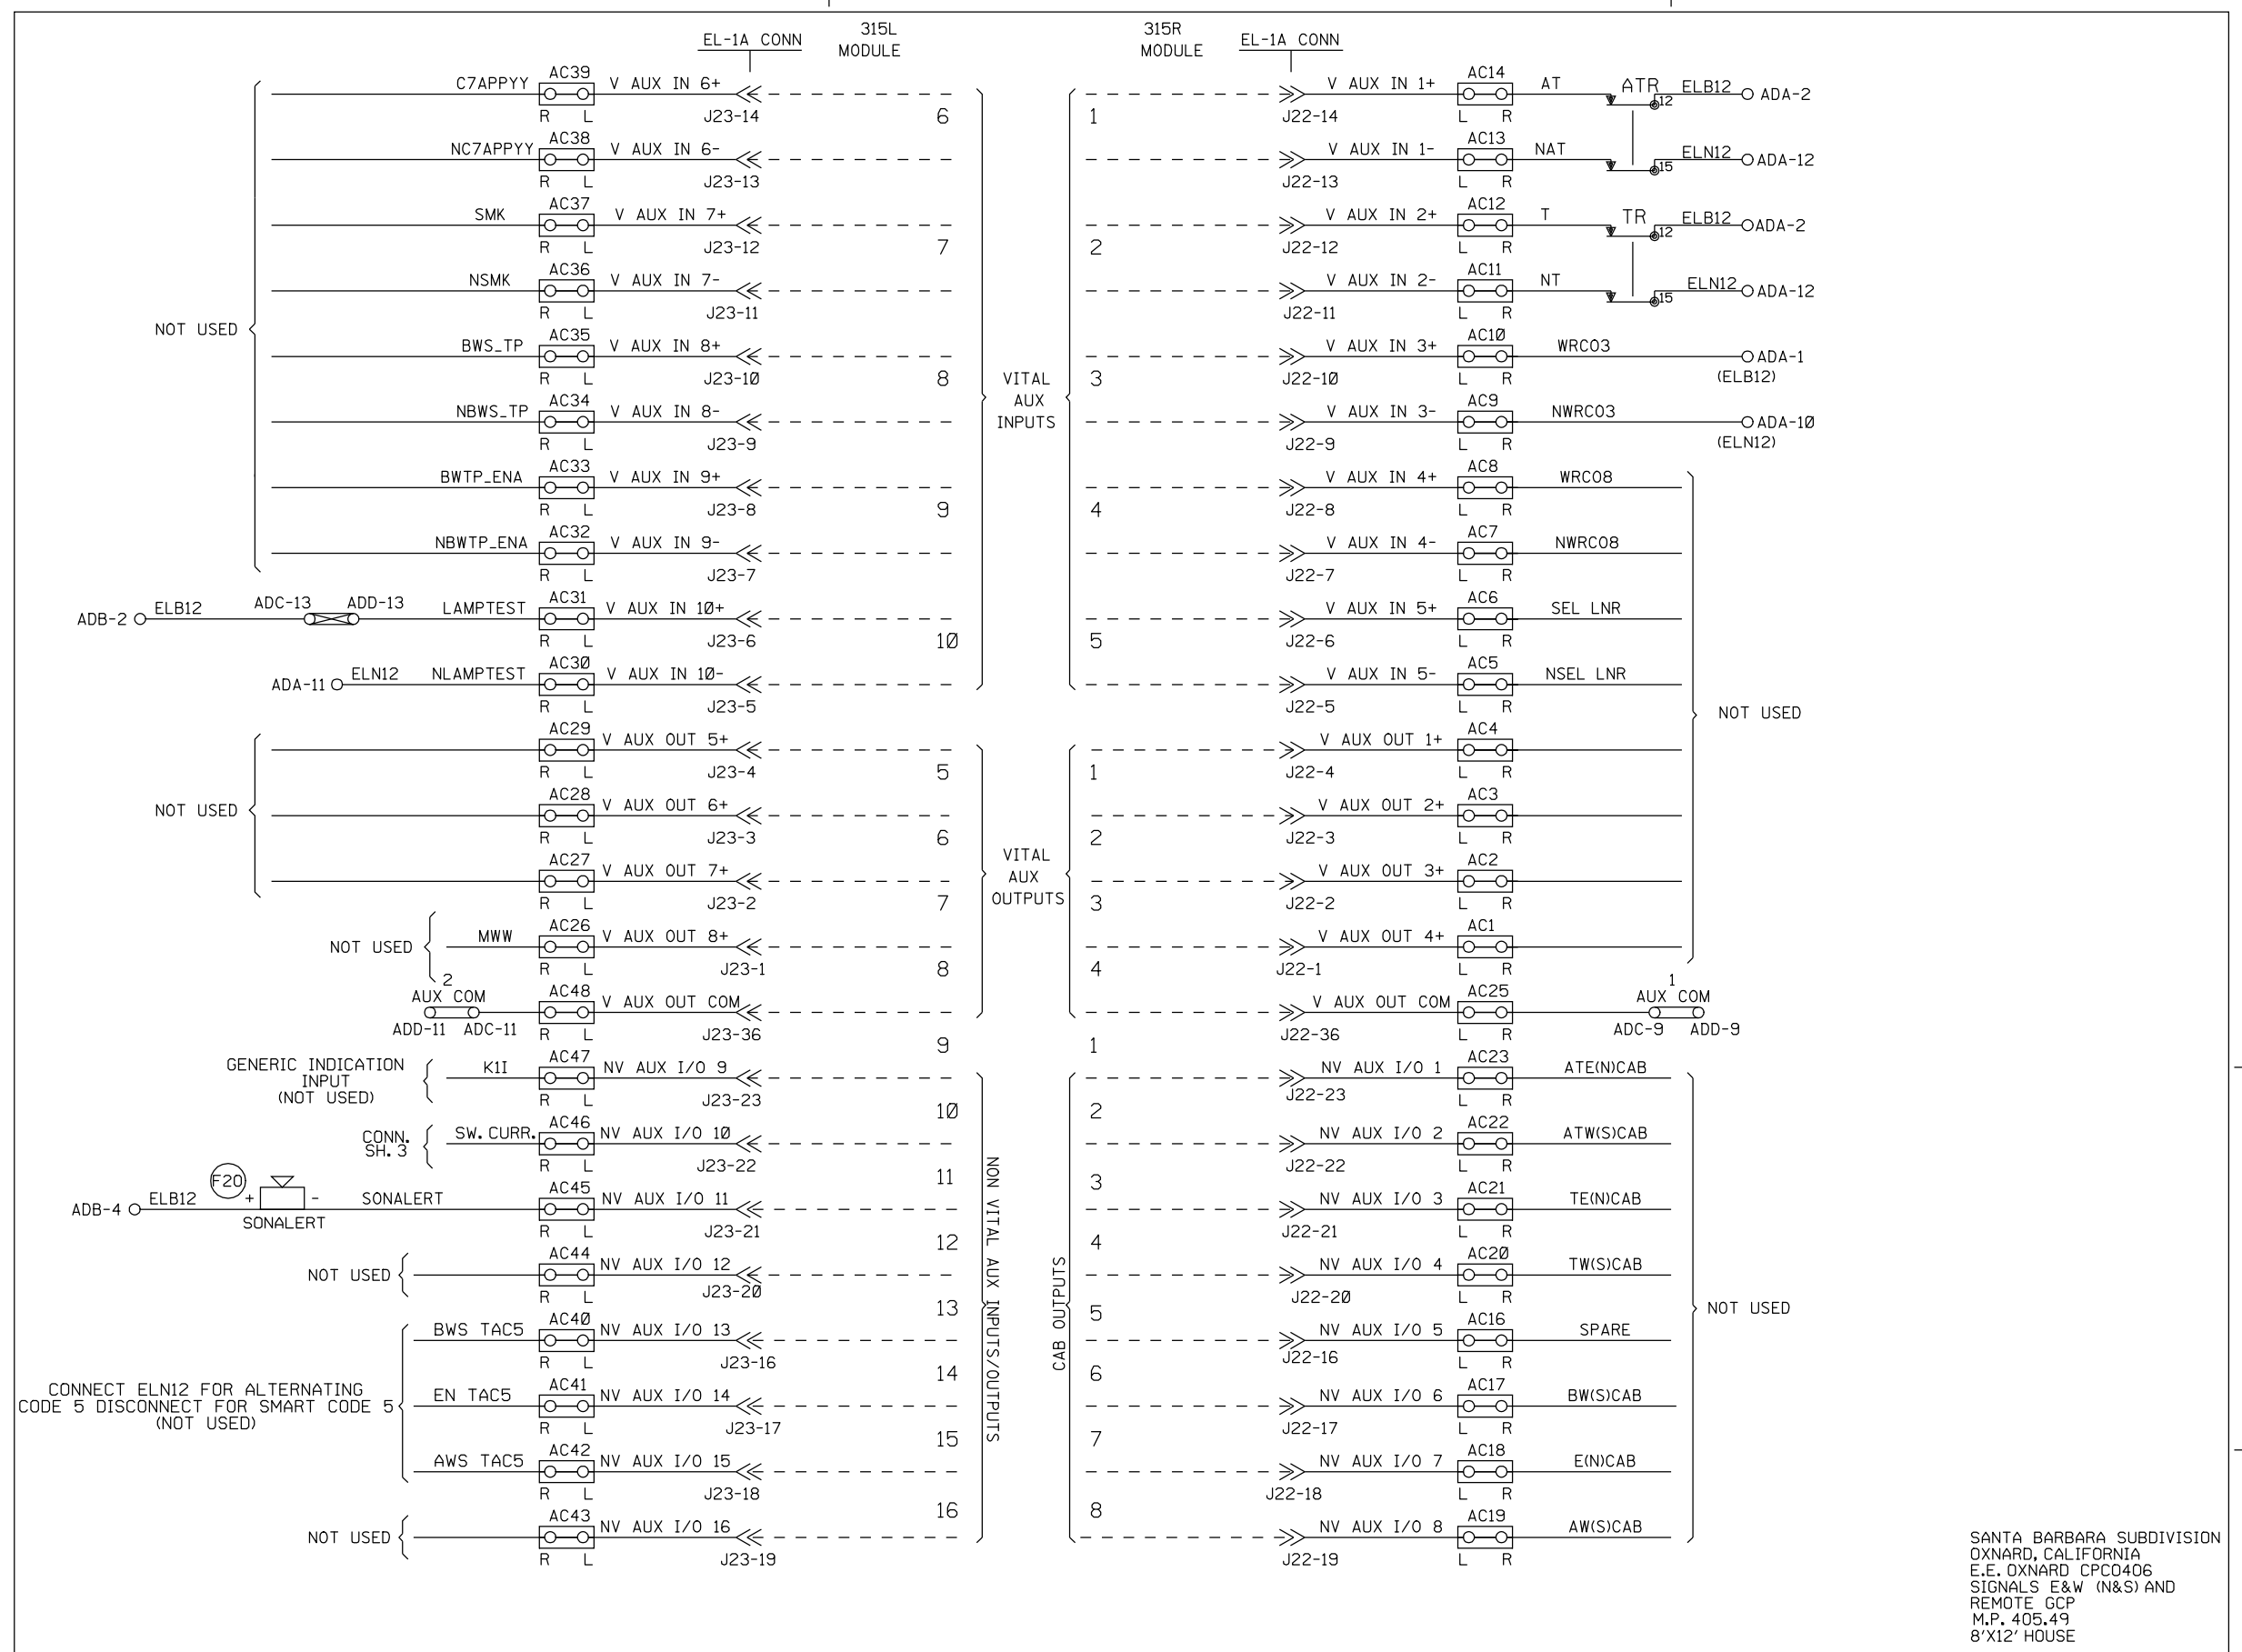 EL-1A CONN
315L
MODULE
315R
MODULE
EL-1A CONN
C7APPYY AC39 V AUX IN 6+
R L J23-14 6
NC7APPYY AC38 V AUX IN 6-
R L J23-13
SMK AC37 V AUX IN 7+
R L J23-12 7
NSMK AC36 V AUX IN 7-
R L J23-11
NOT USED
BWS_TP AC35 V AUX IN 8+
R L J23-10 8
NBWS_TP AC34 V AUX IN 8-
R L J23-9
BWTP_ENA AC33 V AUX IN 9+
R L J23-8 9
NBWTP_ENA AC32 V AUX IN 9-
R L J23-7
ADB-2 ELB12 ADC-13 ADD-13 LAMPTEST AC31 V AUX IN 10+
R L J23-6 10
ADA-11 ELN12 NLAMPTEST AC30 V AUX IN 10-
R L J23-5
AC29 V AUX OUT 5+
R L J23-4 5
NOT USED
AC28 V AUX OUT 6+
R L J23-3 6
AC27 V AUX OUT 7+
R L J23-2 7
NOT USED MWW AC26 V AUX OUT 8+
R L J23-1 8
2
AUX COM AC48 V AUX OUT COM
ADD-11 ADC-11 R L J23-36 9
GENERIC INDICATION
INPUT
(NOT USED)
K1I AC47 NV AUX I/O 9
R L J23-23 10
CONN.
SH.3
SW.CURR. AC46 NV AUX I/O 10
R L J23-22 11
F20
ADB-4 ELB12 + - SONALERT AC45 NV AUX I/O 11
SONALERT
R L J23-21 12
NOT USED AC44 NV AUX I/O 12
R L J23-20 13
BWS TAC5 AC40 NV AUX I/O 13
R L J23-16 14
CONNECT ELN12 FOR ALTERNATING
CODE 5 DISCONNECT FOR SMART CODE 5
(NOT USED)
EN TAC5 AC41 NV AUX I/O 14
R L J23-17 15
AWS TAC5 AC42 NV AUX I/O 15
R L J23-18 16
NOT USED AC43 NV AUX I/O 16
R L J23-19
VITAL
AUX
INPUTS
VITAL
AUX
OUTPUTS
NON VITAL AUX INPUTS/OUTPUTS
CAB OUTPUTS
V AUX IN 1+ AC14 AT ATR 12 ELB12 ADA-2
1 J22-14 L R
V AUX IN 1- AC13 NAT 15 ELN12 ADA-12
J22-13 L R
V AUX IN 2+ AC12 T TR 12 ELB12 ADA-2
2 J22-12 L R
V AUX IN 2- AC11 NT 15 ELN12 ADA-12
J22-11 L R
V AUX IN 3+ AC10 WRCO3 ADA-1
3 J22-10 L R (ELB12)
V AUX IN 3- AC9 NWRCO3 ADA-10
J22-9 L R (ELN12)
V AUX IN 4+ AC8 WRCO8
4 J22-8 L R
V AUX IN 4- AC7 NWRCO8
J22-7 L R
V AUX IN 5+ AC6 SEL LNR
5 J22-6 L R
V AUX IN 5- AC5 NSEL LNR
J22-5 L R
NOT USED
V AUX OUT 1+ AC4
1 J22-4 L R
V AUX OUT 2+ AC3
2 J22-3 L R
V AUX OUT 3+ AC2
3 J22-2 L R
V AUX OUT 4+ AC1
4 J22-1 L R
1
V AUX OUT COM AC25 AUX COM
J22-36 L R ADC-9 ADD-9
1
NV AUX I/O 1 AC23 ATE(N)CAB
2 J22-23 L R
NV AUX I/O 2 AC22 ATW(S)CAB
3 J22-22 L R
NV AUX I/O 3 AC21 TE(N)CAB
4 J22-21 L R
NV AUX I/O 4 AC20 TW(S)CAB
5 J22-20 L R
NOT USED
NV AUX I/O 5 AC16 SPARE
6 J22-16 L R
NV AUX I/O 6 AC17 BW(S)CAB
7 J22-17 L R
NV AUX I/O 7 AC18 E(N)CAB
8 J22-18 L R
NV AUX I/O 8 AC19 AW(S)CAB
J22-19 L R
SANTA BARBARA SUBDIVISION
OXNARD, CALIFORNIA
E.E. OXNARD CPCO406
SIGNALS E&W (N&S) AND
REMOTE GCP
M.P. 405.49
8'X12' HOUSE